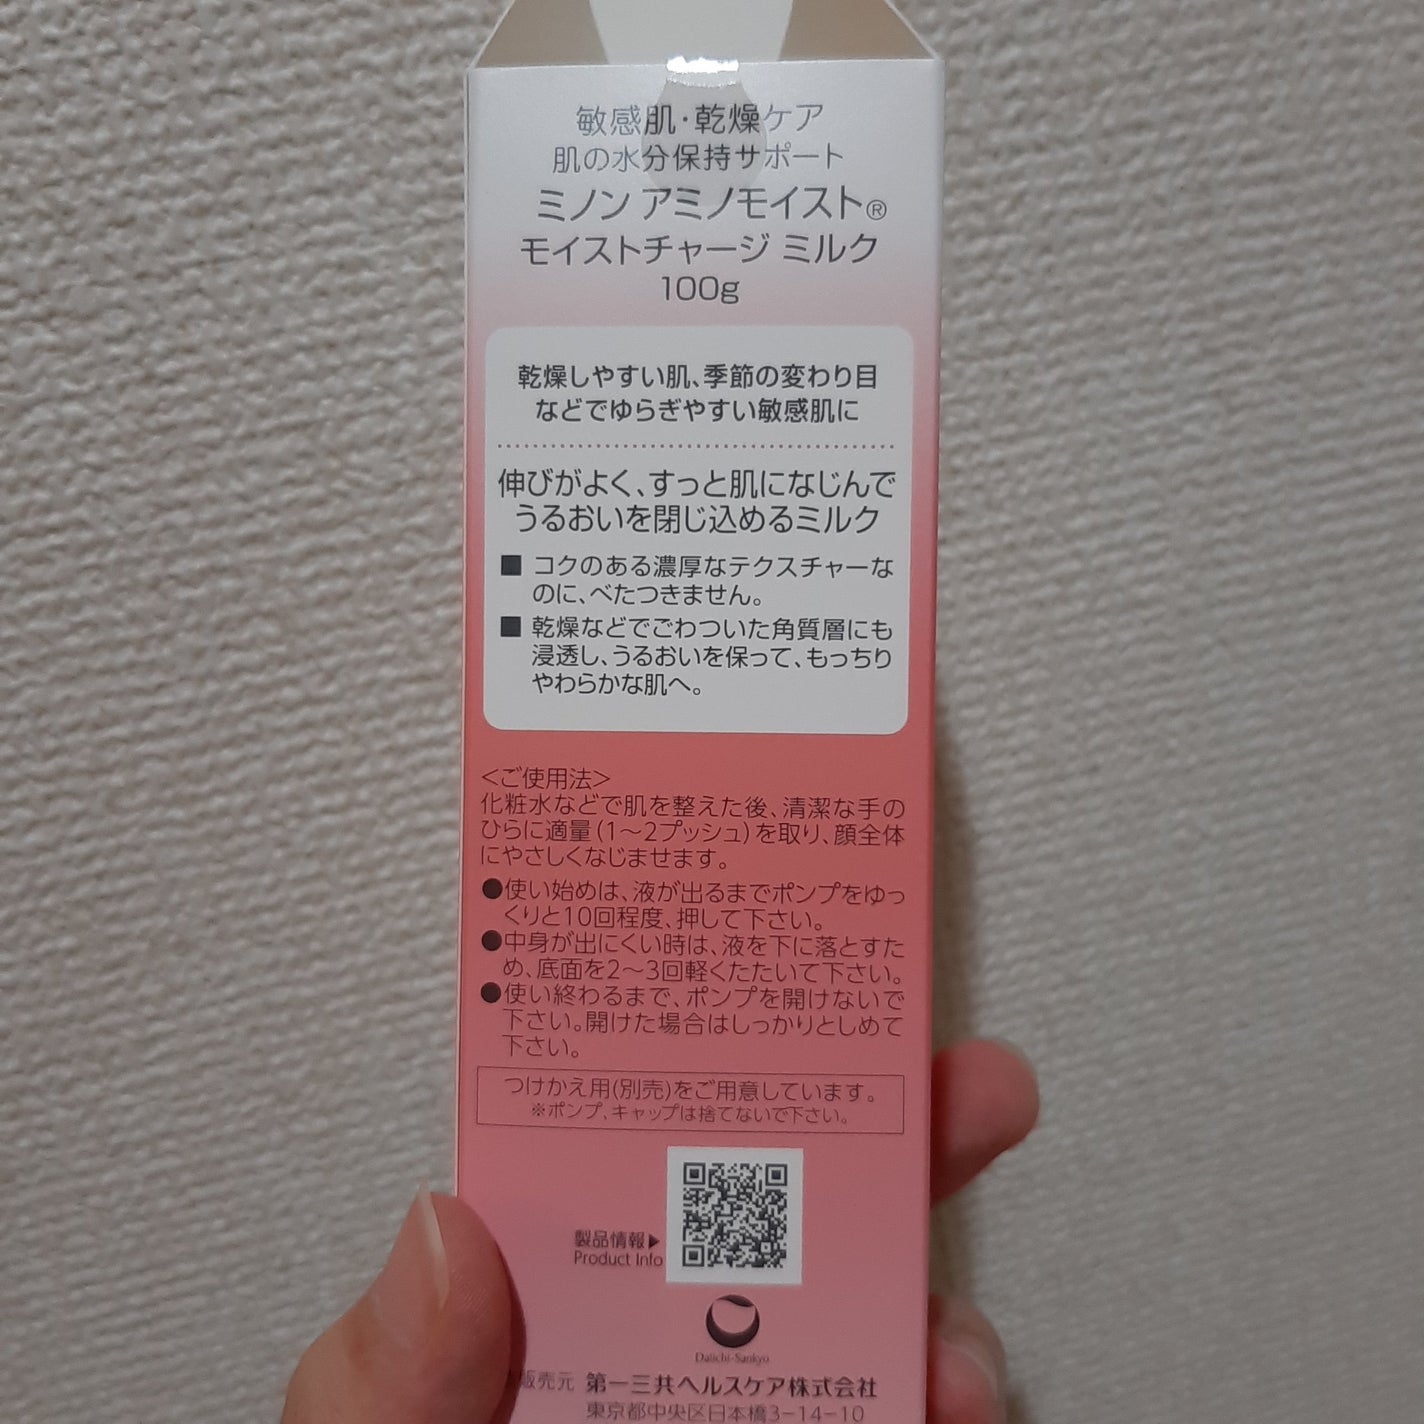 敏感肌・乾燥ケア
肌の水分保持サポート
ミノン アミノモイスト®
モイストチャージ ミルク
100g
乾燥しやすい肌、季節の変わり目
などでゆらぎやすい敏感肌に
伸びがよく、すっと肌になじんで
うるおいを閉じ込めるミルク
■ コクのある濃厚なテクスチャーな
のに、べたつきません。
■ 乾燥などでごわついた角質層にも
浸透し、うるおいを保って、もっちり
やわらかな肌へ。
<ご使用法>
化粧水などで肌を整えた後、清潔な手の
ひらに適量(1〜2プッシュ)を取り、顔全体
にやさしくなじませます。
●使い始めは、液が出るまでポンプをゆっ
くりと10回程度、押して下さい。
●中身が出にくい時は、液を下に落とすた
め、底面を2〜3回軽くたたいて下さい。
●使い終わるまで、ポンプを開けないで
下さい。開けた場合はしっかりとしめて
下さい。
つけかえ用(別売)をご用意しています。
※ポンプ、キャップは捨てないで下さい。
製品情報▶
Product Info
Daiichi-Sankyo
販売元 第一三共ヘルスケア株式会社
東京都中央区日本橋3-14-10